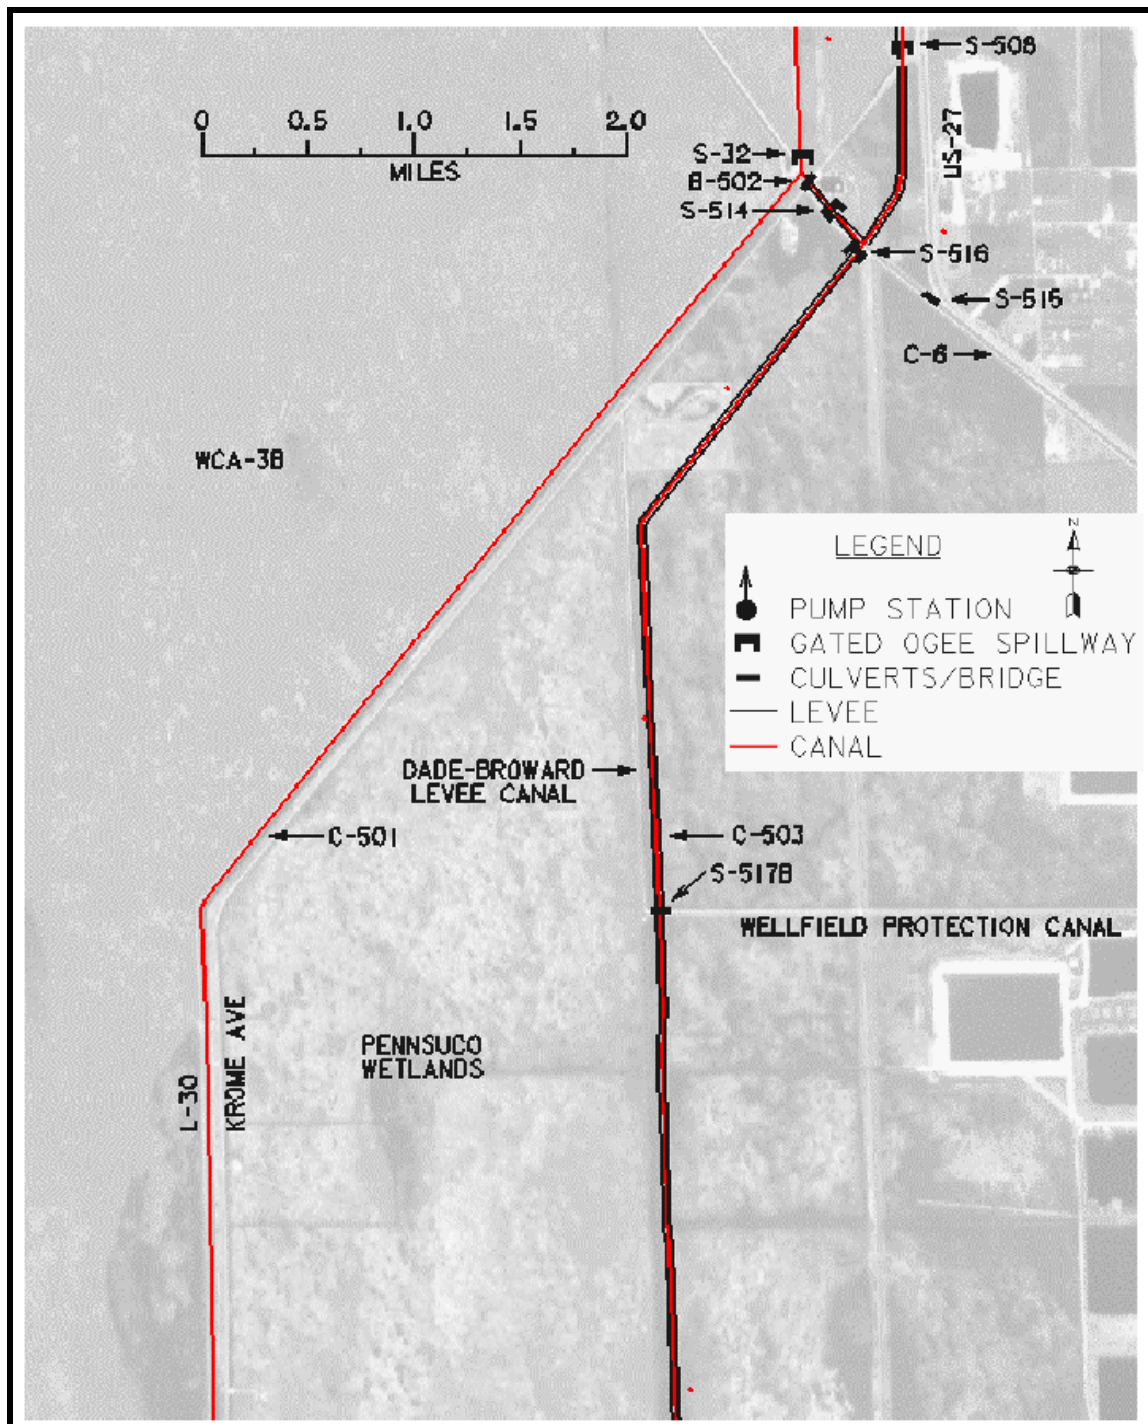 S-508
US-27
0 0.5 1.0 1.5 2.0
MILES
S-32
B-502
S-514
S-516
S-515
C-6
WCA-3B
LEGEND
N
PUMP STATION
GATED OGEE SPILLWAY
CULVERTS/BRIDGE
LEVEE
CANAL
DADE-BROWARD
LEVEE CANAL
C-501
C-503
S-517B
WELLFIELD PROTECTION CANAL
L-30
KROME AVE
PENNSUCO
WETLANDS